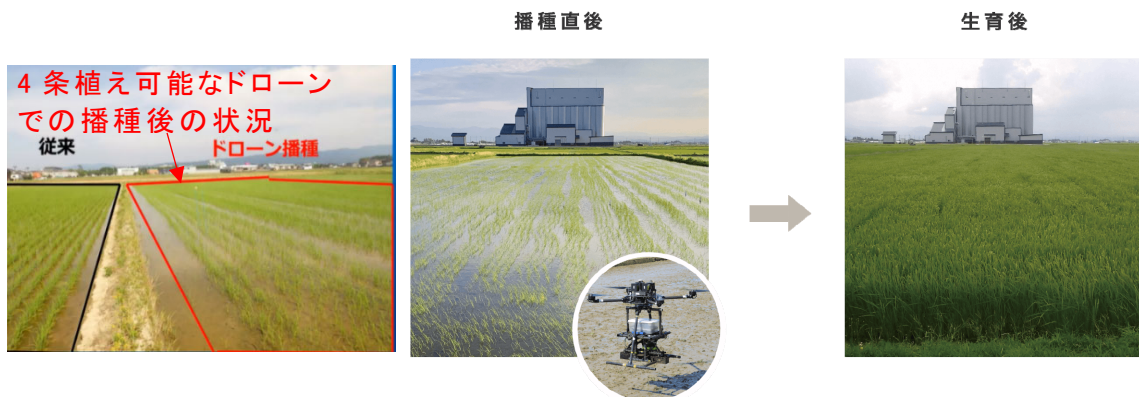 播種直後
生育後
4 条植え可能なドローン
での播種後の状況
従来
ドローン播種